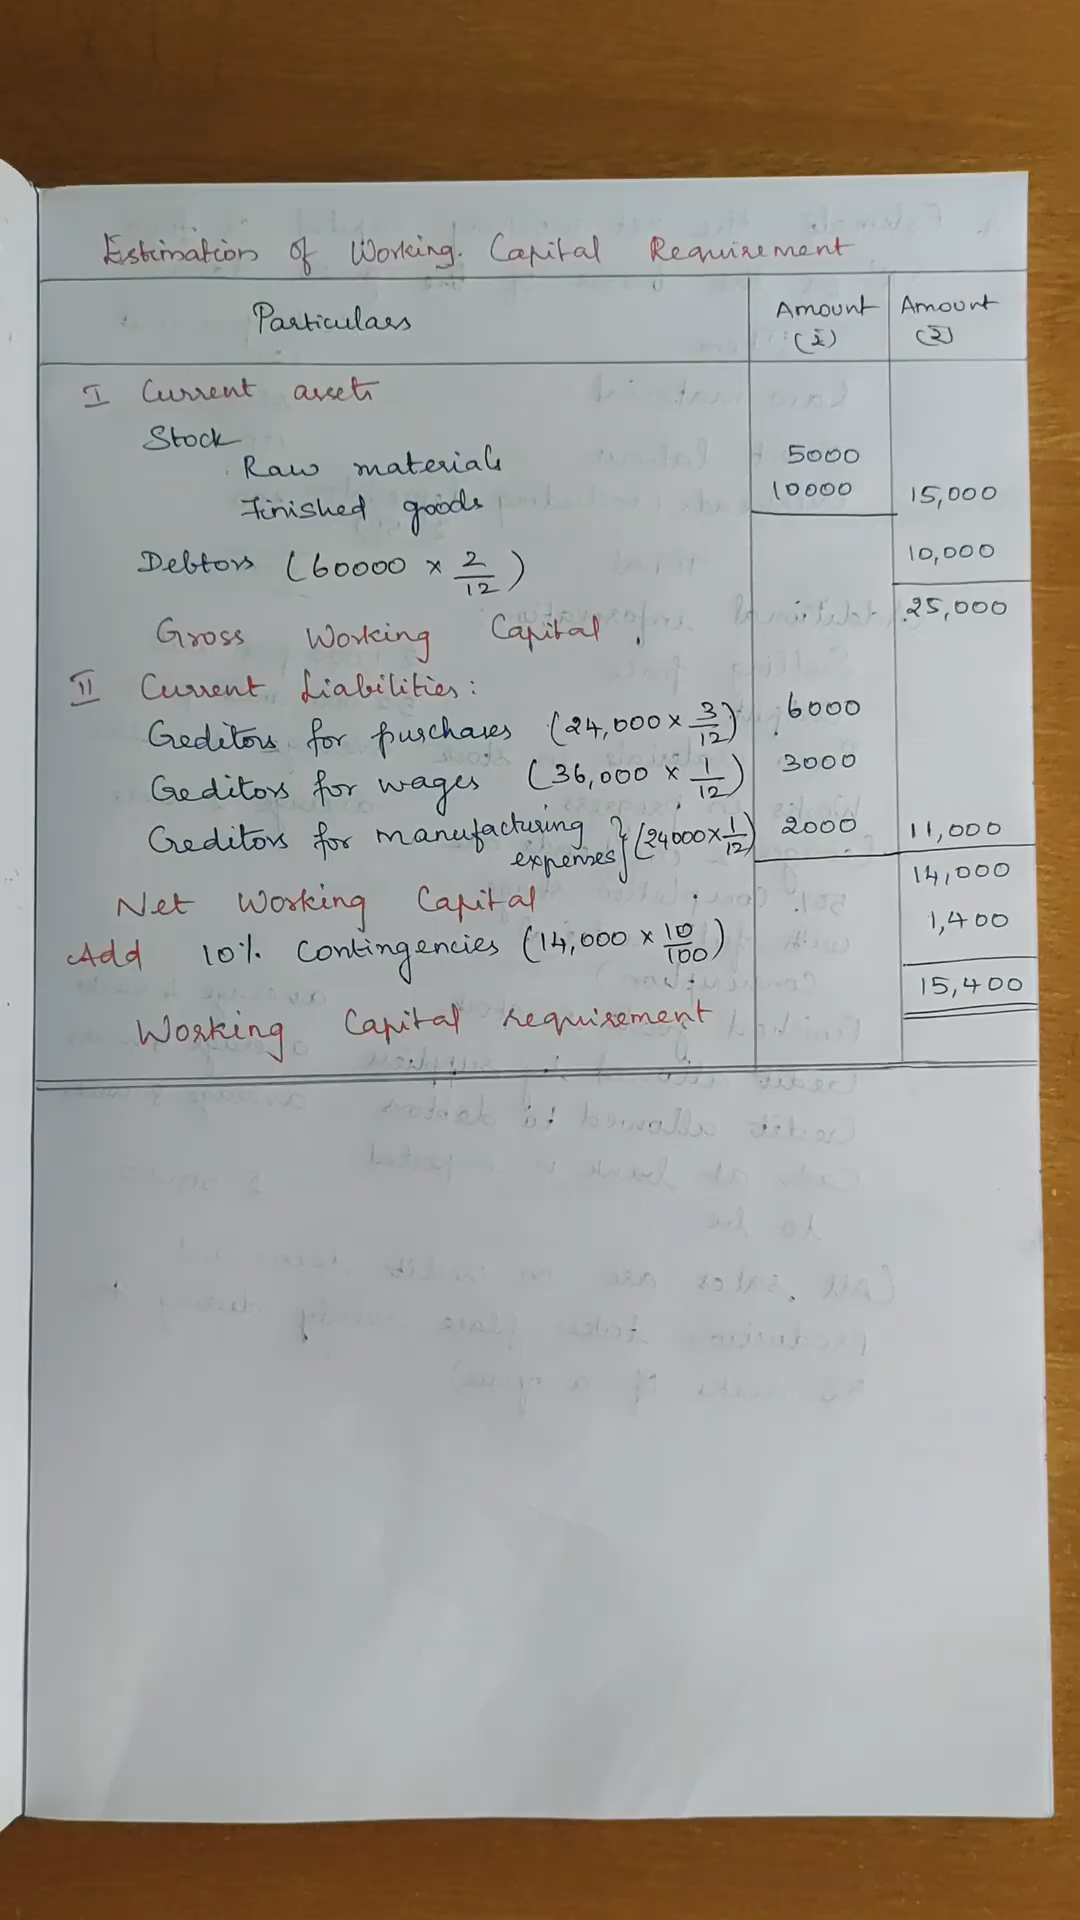 Estimation of Working Capital Requirement
Particulars Amount (₹) Amount (₹)
I Current assets
Stock
Raw materials 5000
Finished goods 10000 15,000
Debtors (60000 × 2/12) 10,000
Gross Working Capital 25,000
II Current Liabilities:
Creditors for purchases (24,000 × 3/12) 6000
Creditors for wages (36,000 × 1/12) 3000
Creditors for manufacturing expenses } (24000 × 1/12) 2000 11,000
Net Working Capital 14,000
Add 10% Contingencies (14,000 × 10/100) 1,400
Working Capital requirement 15,400